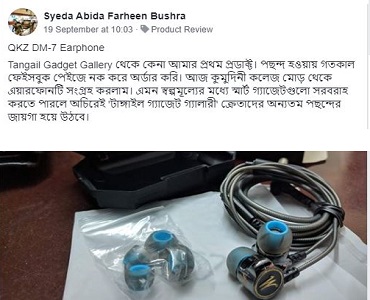 Syeda Abida Farheen Bushra
19 September at 10:03 · Product Review
QKZ DM-7 Earphone
Tangail Gadget Gallery থেকে কেনা আমার প্রথম প্রডাক্ট। পছন্দ হওয়ায় গতকাল
ফেইসবুক পেইজে নক করে অর্ডার করি। আজ কুমুদিনী কলেজ মোড় থেকে
এয়ারফোনটি সংগ্রহ করলাম। এমন স্বল্পমূল্যের মধ্যে 'স্মার্ট গ্যাজেটগুলো সরবরাহ
করতে পারলে অচিরেই 'টাঙ্গাইল গ্যাজেট গ্যালারী' ক্রেতাদের অন্যতম পছন্দের
জায়গা হয়ে উঠবে।